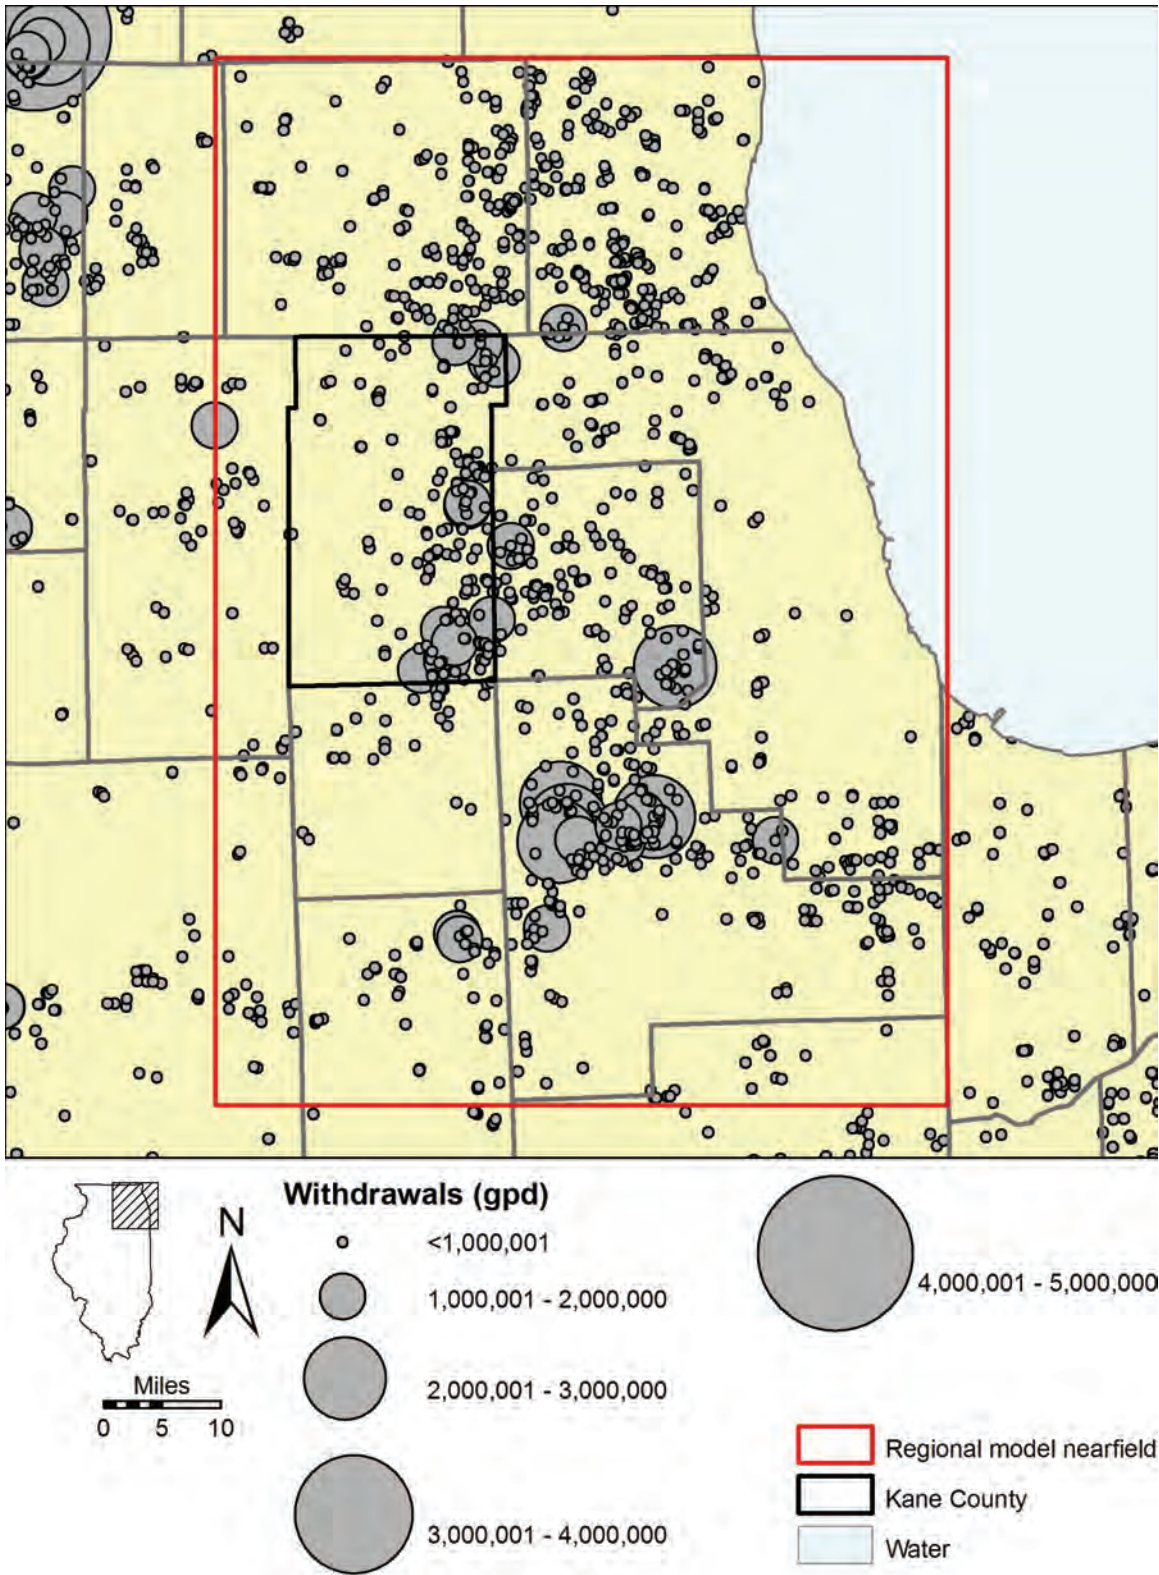 Withdrawals (gpd)
N
<1,000,001
1,000,001 - 2,000,000
2,000,001 - 3,000,000
3,000,001 - 4,000,000
4,000,001 - 5,000,000
Miles
0 5 10
Regional model nearfield
Kane County
Water